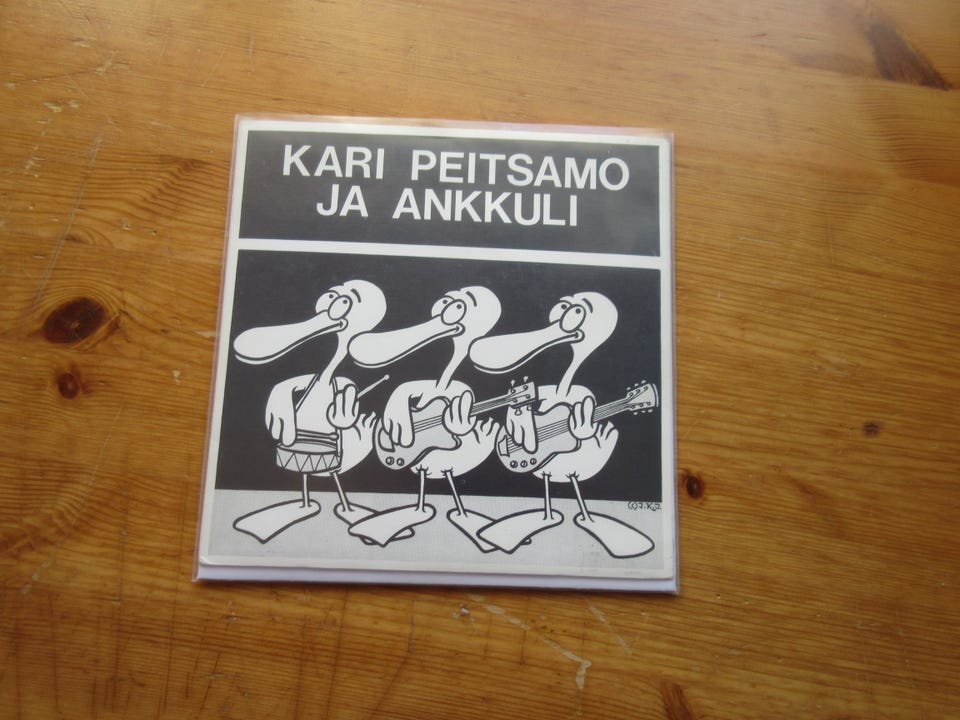 KARI PEITSAMO
JA ANKKULI